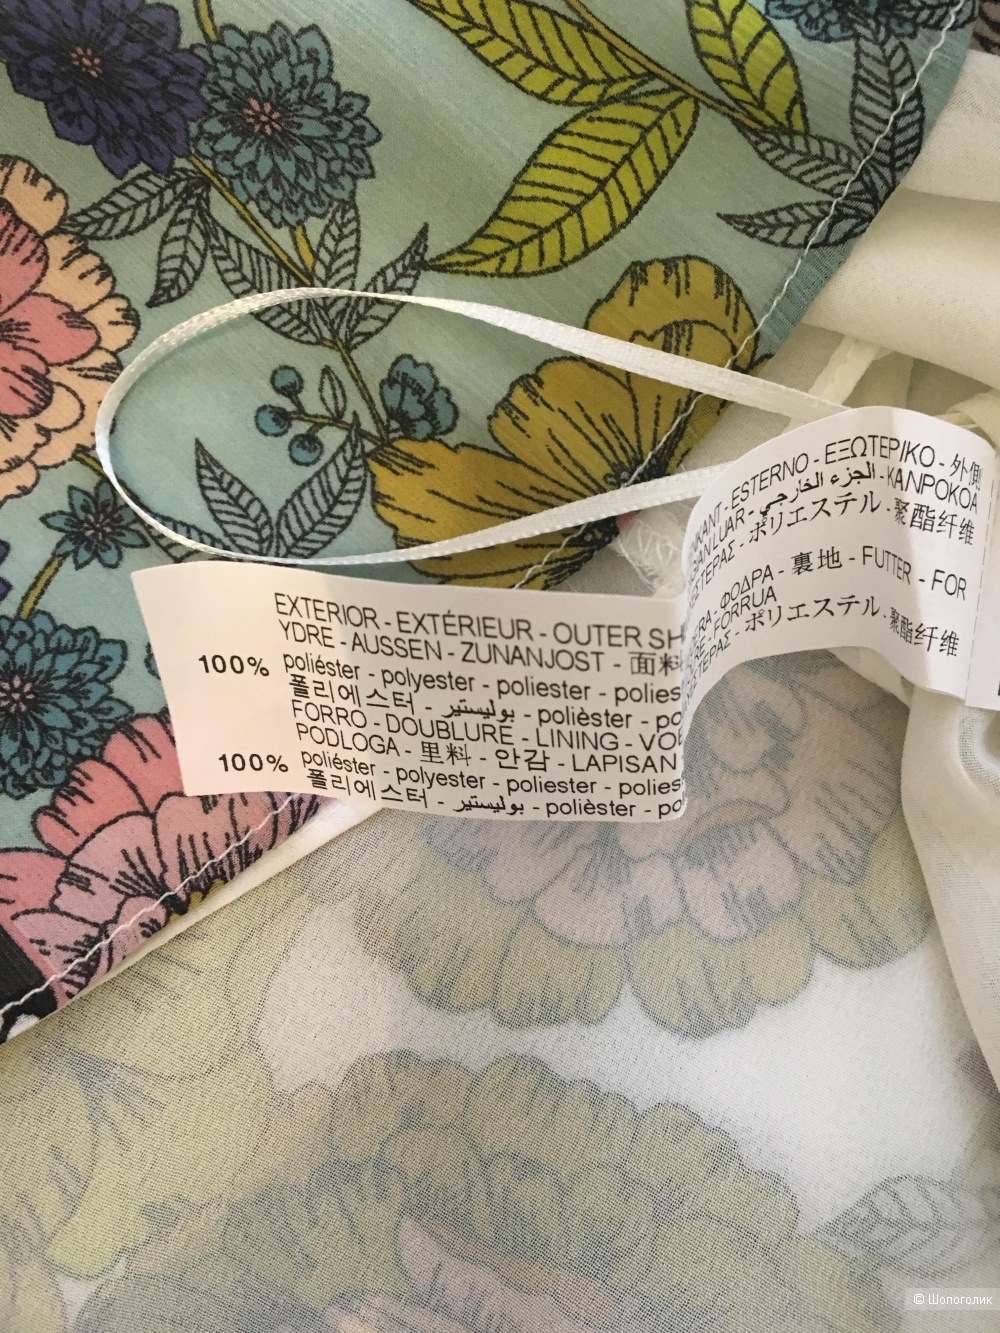 EXTERIOR - EXTÉRIEUR - OUTER SH
YDRE - AUSSEN - ZUNANJOST - 面料
100% poliéster - polyester - poliester - polies
폴리에스터 - بوليستير - polièster - po
FORRO - DOUBLURE - LINING - VOE
PODLOGA - 里料 - 안감 - LAPISAN
100% poliéster - polyester - poliester - polies
폴리에스터 - بوليستير - polièster - po
ESTERNO - ΕΞΩΤΕΡΙΚΟ - 外側
الجزء الخارجي - KANPOKOA
ポリエステル - 聚酯纤维
ΦΟΔΡΑ - 裏地 - FUTTER - FOR
FORRUA
ポリエステル - 聚酯纤维
© Шопоголик